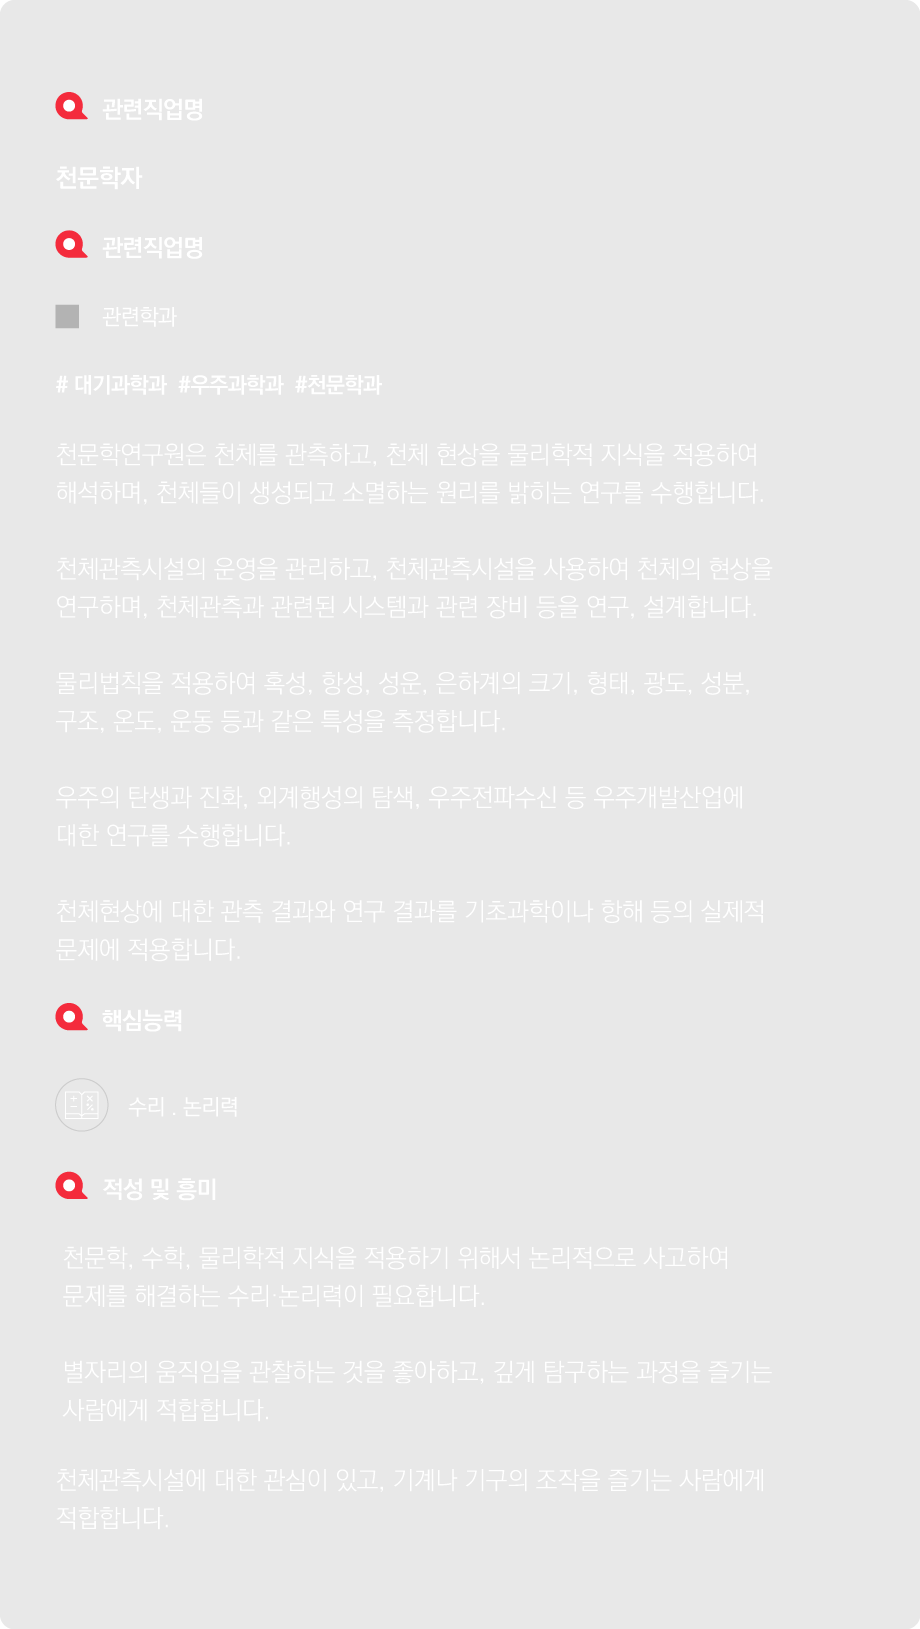 관련직업명
천문학자
관련직업명
관련학과
# 대기과학과 #우주과학과 #천문학과
천문학연구원은 천체를 관측하고, 천체 현상을 물리학적 지식을 적용하여
해석하며, 천체들이 생성되고 소멸하는 원리를 밝히는 연구를 수행합니다.
천체관측시설의 운영을 관리하고, 천체관측시설을 사용하여 천체의 현상을
연구하며, 천체관측과 관련된 시스템과 관련 장비 등을 연구, 설계합니다.
물리법칙을 적용하여 혹성, 항성, 성운, 은하계의 크기, 형태, 광도, 성분,
구조, 온도, 운동 등과 같은 특성을 측정합니다.
우주의 탄생과 진화, 외계행성의 탐색, 우주전파수신 등 우주개발산업에
대한 연구를 수행합니다.
천체현상에 대한 관측 결과와 연구 결과를 기초과학이나 항해 등의 실제적
문제에 적용합니다.
핵심능력
수리 . 논리력
적성 및 흥미
천문학, 수학, 물리학적 지식을 적용하기 위해서 논리적으로 사고하여
문제를 해결하는 수리·논리력이 필요합니다.
별자리의 움직임을 관찰하는 것을 좋아하고, 깊게 탐구하는 과정을 즐기는
사람에게 적합합니다.
천체관측시설에 대한 관심이 있고, 기계나 기구의 조작을 즐기는 사람에게
적합합니다.